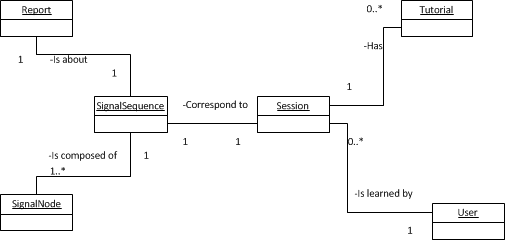 Report
0..*
Tutorial
-Has
1
-Is about
1
1
SignalSequence
-Correspond to
Session
1
1
1
0..*
-Is composed of
1..*
-Is learned by
SignalNode
User
1